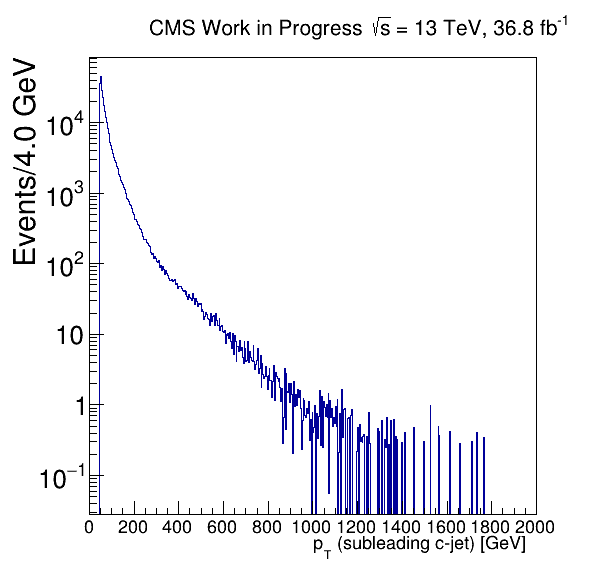 CMS Work in Progress √s = 13 TeV, 36.8 fb⁻¹
Events/4.0 GeV
10⁴
10³
10²
10
1
10⁻¹
0 200 400 600 800 1000 1200 1400 1600 1800 2000
p_T (subleading c-jet) [GeV]